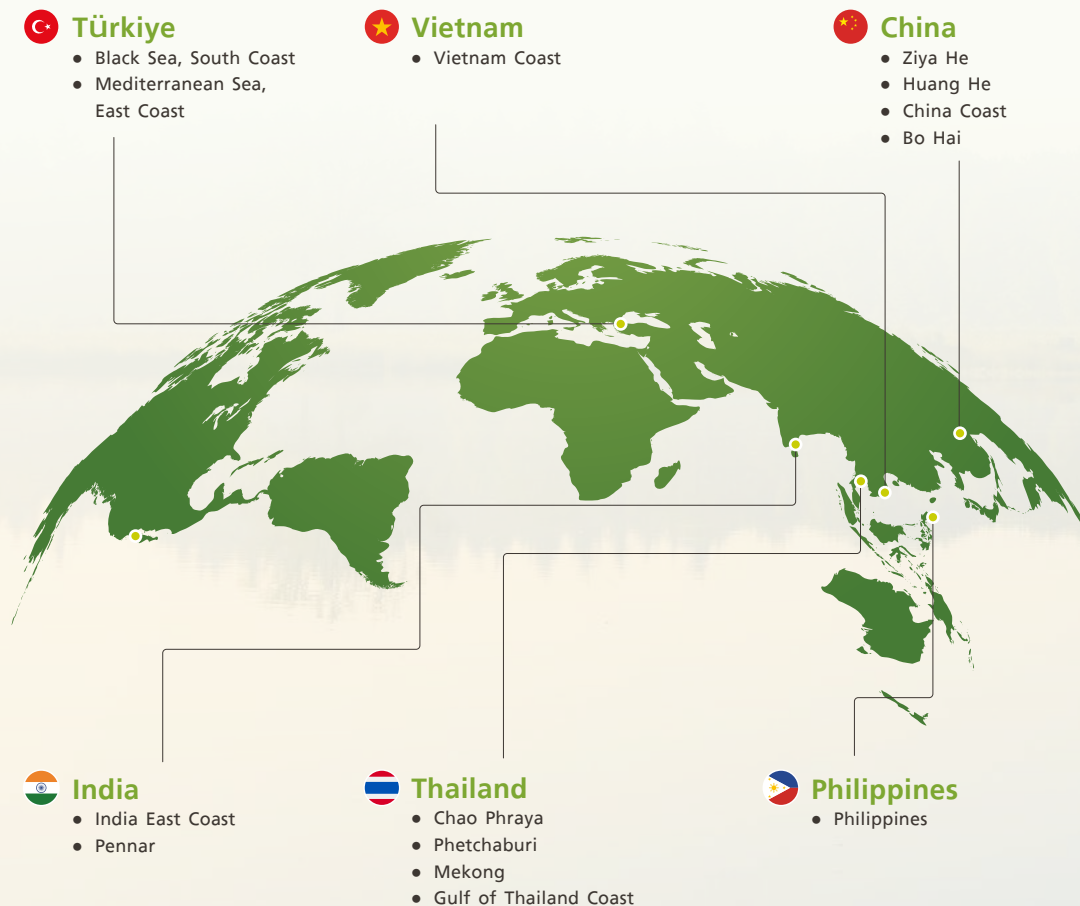 Türkiye
• Black Sea, South Coast
• Mediterranean Sea,
East Coast
Vietnam
• Vietnam Coast
China
• Ziya He
• Huang He
• China Coast
• Bo Hai
India
• India East Coast
• Pennar
Thailand
• Chao Phraya
• Phetchaburi
• Mekong
• Gulf of Thailand Coast
Philippines
• Philippines